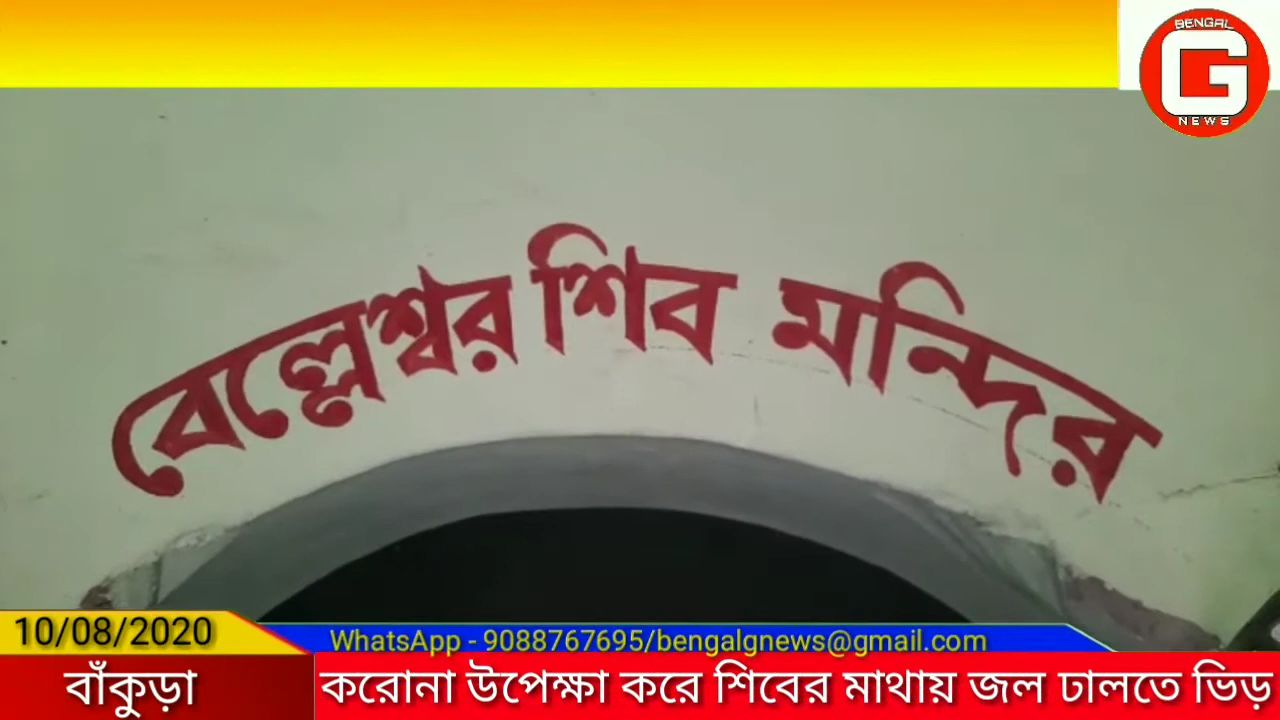 BENGAL
G
NEWS
বেল্লেশ্বর শিব মন্দির
10/08/2020
WhatsApp - 9088767695/bengalgnews@gmail.com
বাঁকুড়া
করোনা উপেক্ষা করে শিবের মাথায় জল ঢালতে ভিড়